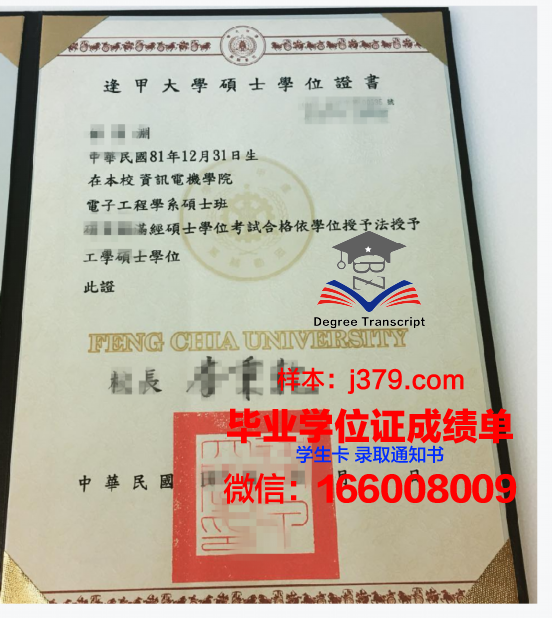 逢甲大學碩士學位證書
號
中華民國81年12月31日生
在本校 資訊電機學院
電子工程學系碩士班
經碩士學位考試合格依學位授予法授予
工學碩士學位
此證
Degree Transcript
FENG CHIA UNIVERSITY
校長
样本：j379.com
毕业学位证成绩单
学生卡 录取通知书
中華民國 月 日
微信：166008009